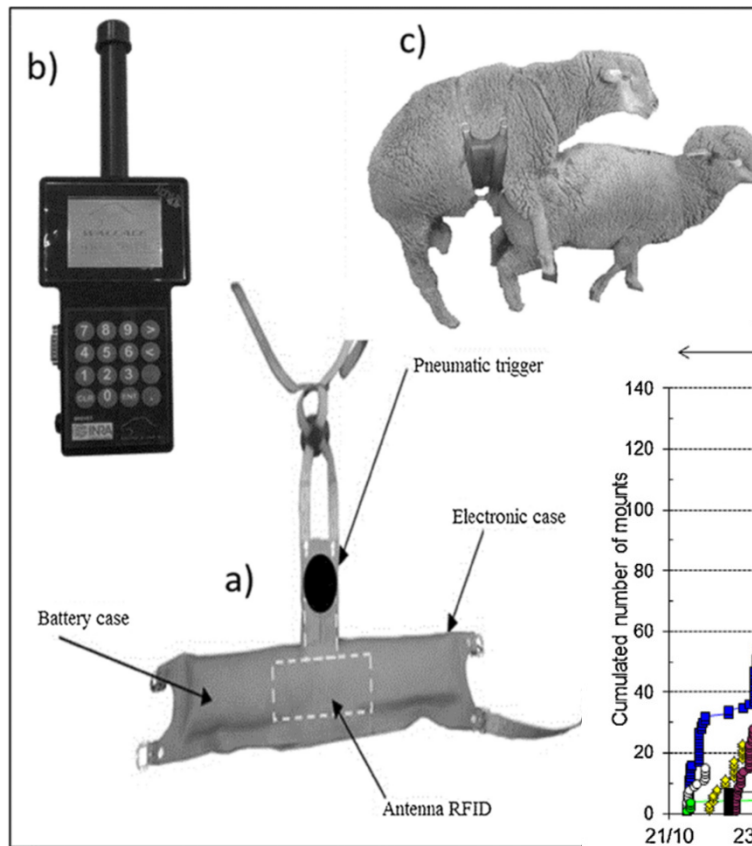 b)
c)
WALLACE
7 8 9 >
4 5 6 <
1 2 3
CLR 0 ENT .
INRA
Pneumatic trigger
Electronic case
a)
Battery case
Antenna RFID
Cumulated number of mounts
140
120
100
80
60
40
20
0
21/10
23